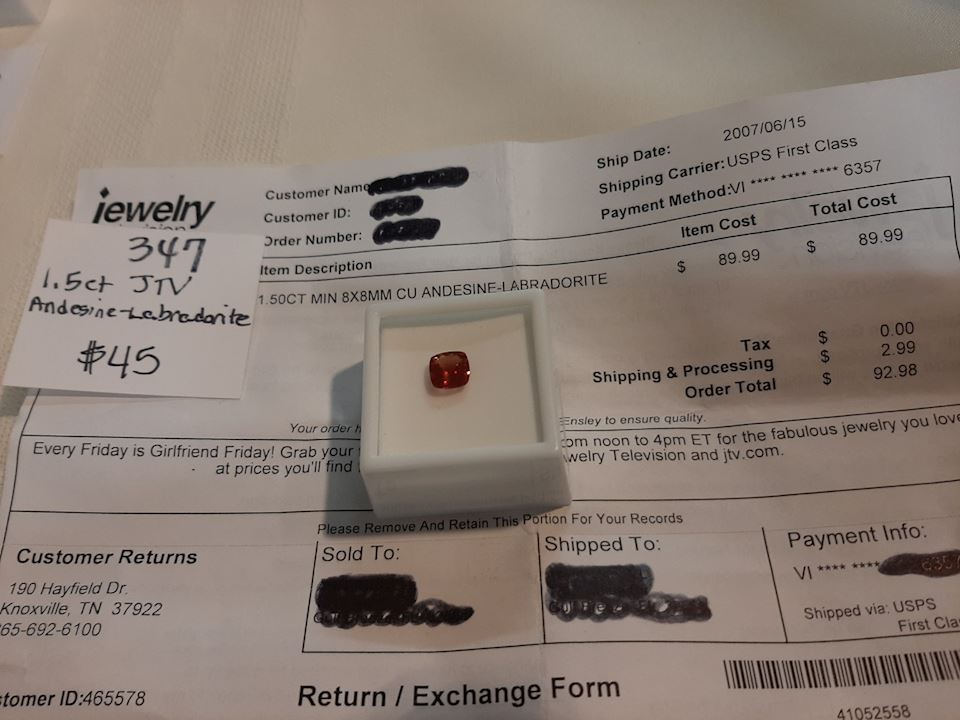 jewelry
Customer Name
Customer ID:
Order Number:
Ship Date: 2007/06/15
Shipping Carrier: USPS First Class
Payment Method: VI **** **** **** 6357
Item Description Item Cost Total Cost
1.50CT MIN 8X8MM CU ANDESINE-LABRADORITE $ 89.99 $ 89.99
347
1.5ct JTV
Andesine-Labradorite
$45
Tax $ 0.00
Shipping & Processing $ 2.99
Order Total $ 92.98
Your order Ensley to ensure quality.
Every Friday is Girlfriend Friday! Grab your om noon to 4pm ET for the fabulous jewelry you love
at prices you'll find welry Television and jtv.com.
Please Remove And Retain This Portion For Your Records
Customer Returns
190 Hayfield Dr.
Knoxville, TN 37922
65-692-6100
Sold To:
Shipped To:
Payment Info:
VI **** ****
Shipped via: USPS
First Cla
stomer ID:465578
Return / Exchange Form
41052558